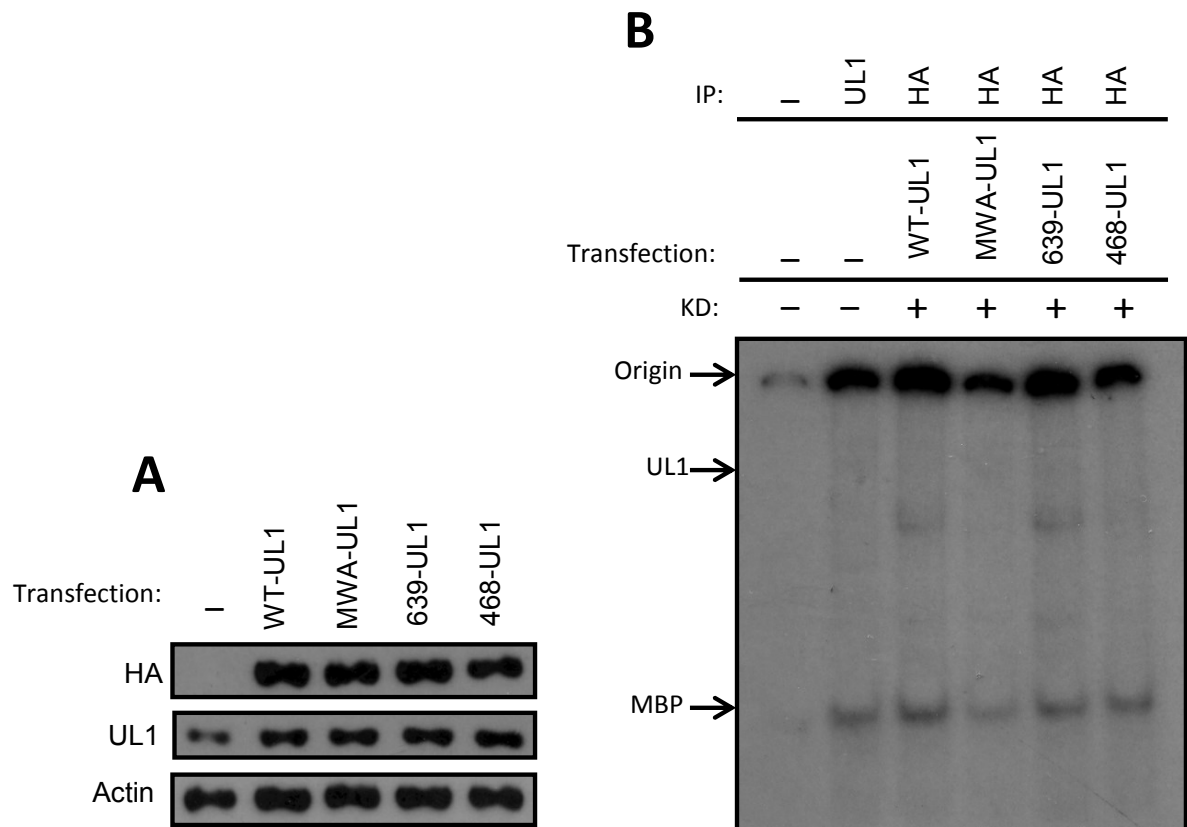 B
IP: – UL1 HA HA HA HA
Transfection: – – WT-UL1 MWA-UL1 639-UL1 468-UL1
KD: – – + + + +
Origin
UL1
MBP
A
Transfection: – WT-UL1 MWA-UL1 639-UL1 468-UL1
HA
UL1
Actin